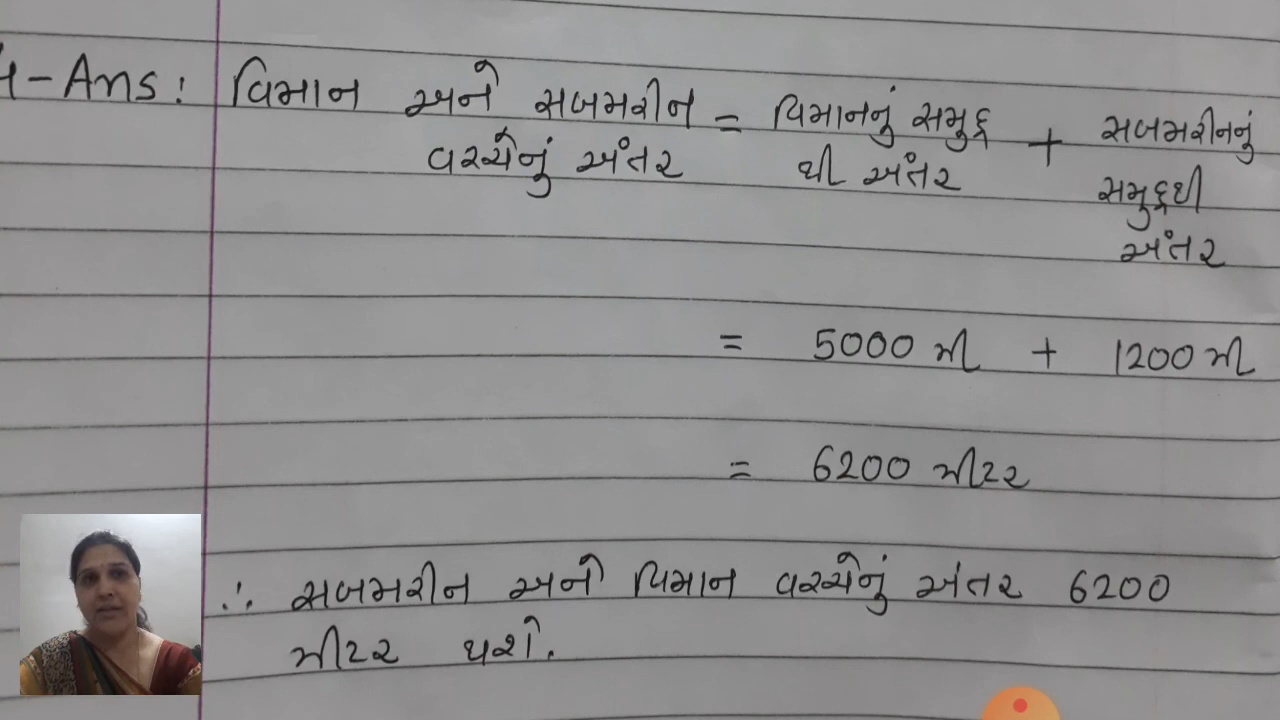 4-Ans: વિમાન અને સબમરીન = વિમાનનું સમુદ્ર + સબમરીનનું
વચ્ચેનું અંતર થી અંતર સમુદ્રથી
અંતર
= 5000 મી + 1200 મી
= 6200 મીટર
∴ સબમરીન અને વિમાન વચ્ચેનું અંતર 6200
મીટર થશે.